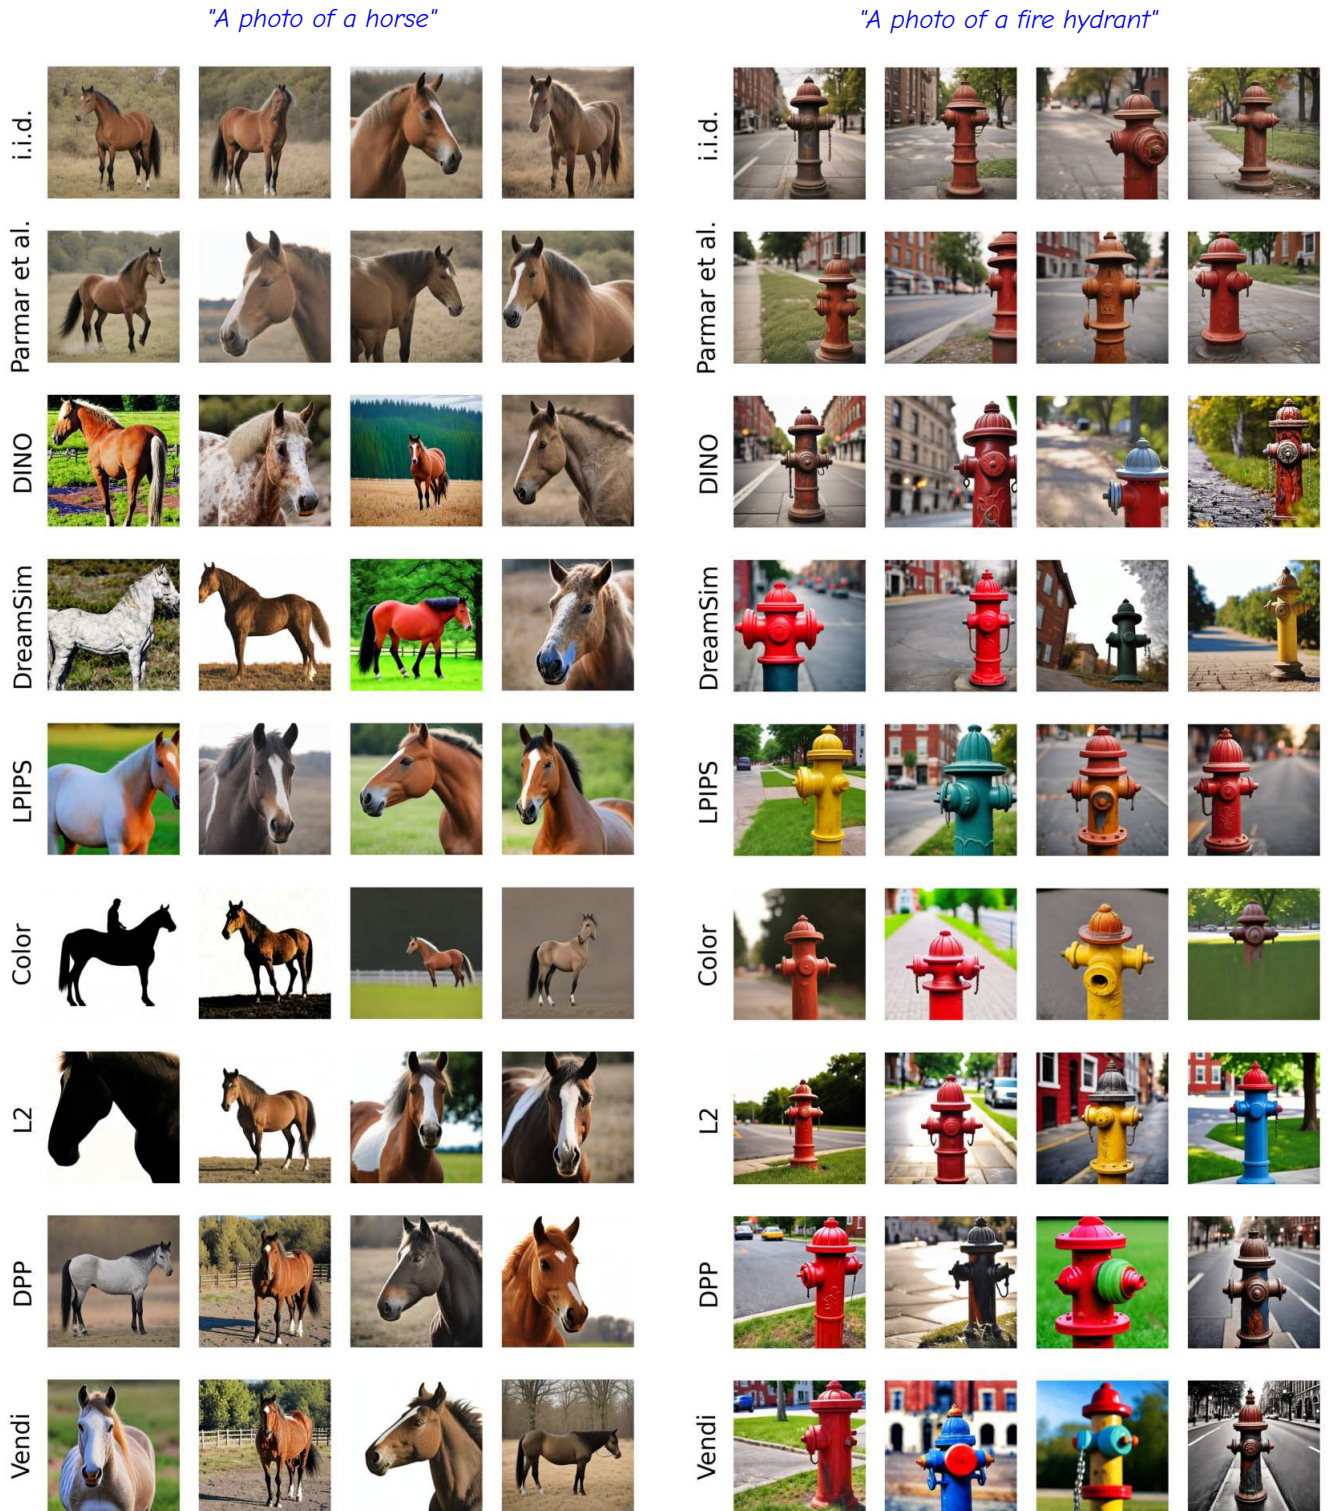 "A photo of a horse"
"A photo of a fire hydrant"
i.i.d.
i.i.d.
Parmar et al.
Parmar et al.
DINO
DINO
DreamSim
DreamSim
LPIPS
LPIPS
Color
Color
L2
L2
DPP
DPP
Vendi
Vendi